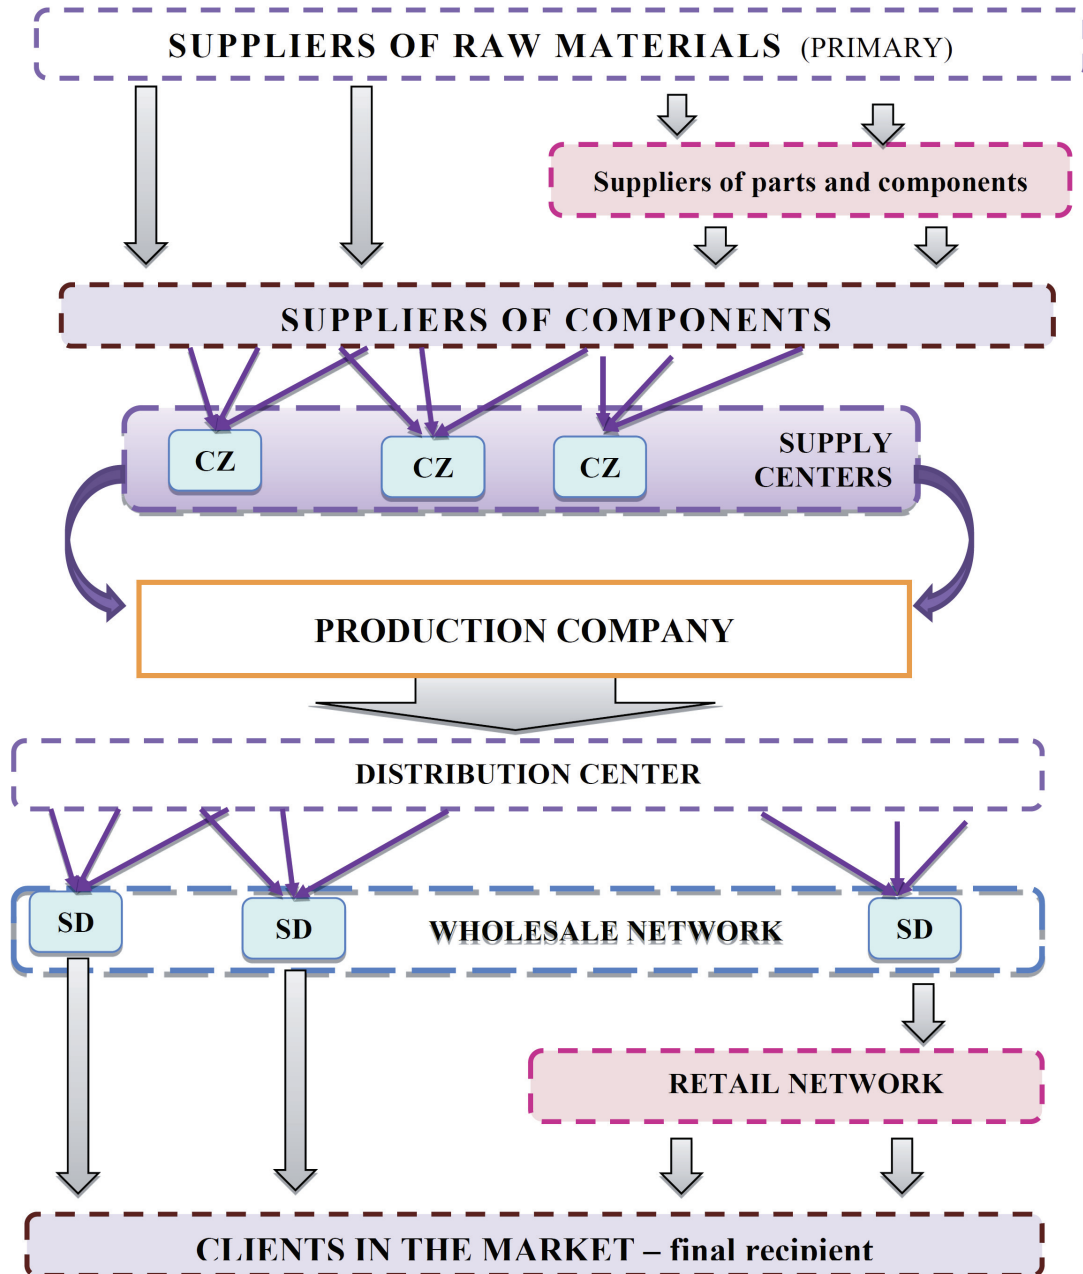 SUPPLIERS OF RAW MATERIALS (PRIMARY)
Suppliers of parts and components
SUPPLIERS OF COMPONENTS
CZ
CZ
CZ
SUPPLY
CENTERS
PRODUCTION COMPANY
DISTRIBUTION CENTER
SD
SD
WHOLESALE NETWORK
SD
RETAIL NETWORK
CLIENTS IN THE MARKET – final recipient